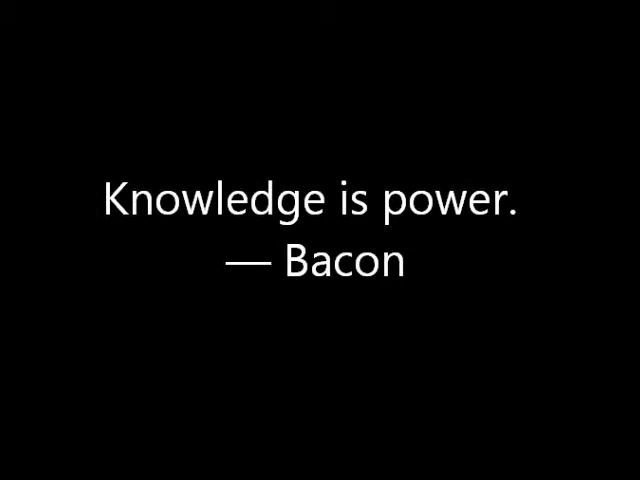 Knowledge is power.
— Bacon